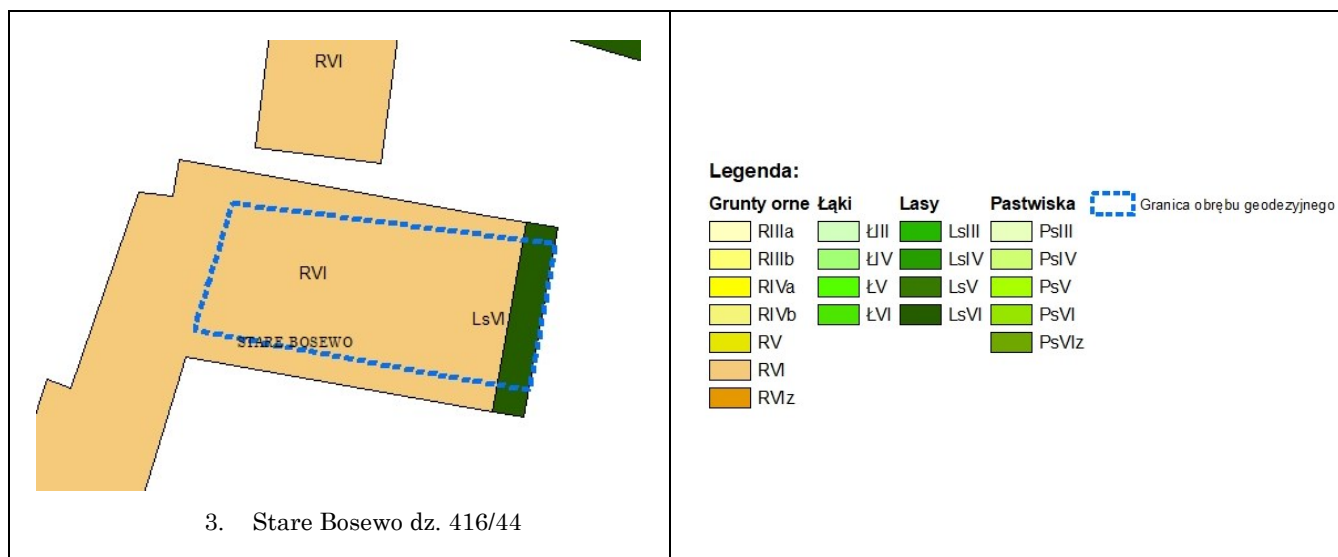 RVI
RVI
LsVI
STARE BOSEWO
3. Stare Bosewo dz. 416/44
Legenda:
Grunty orne Łąki Lasy Pastwiska Granica obrębu geodezyjnego
RIIIa ŁIII LsIII PsIII
RIIIb ŁIV LsIV PsIV
RIVa ŁV LsV PsV
RIVb ŁVI LsVI PsVI
RV PsVIz
RVI
RVIz